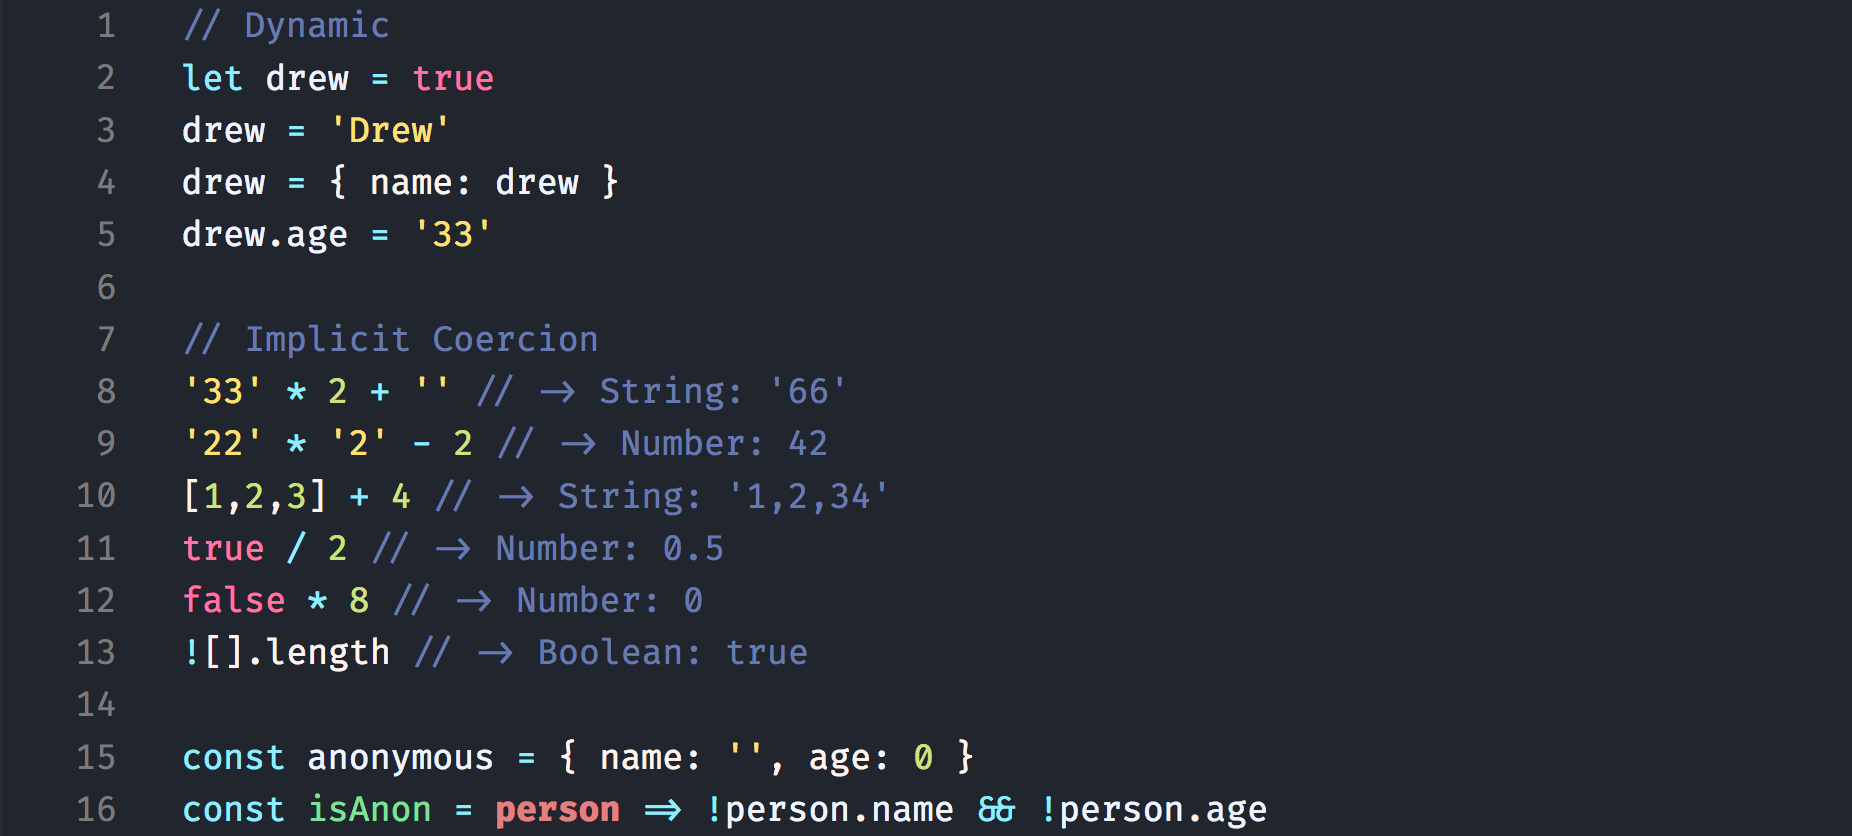 1 // Dynamic
2 let drew = true
3 drew = 'Drew'
4 drew = { name: drew }
5 drew.age = '33'
6
7 // Implicit Coercion
8 '33' * 2 + '' // -> String: '66'
9 '22' * '2' - 2 // -> Number: 42
10 [1,2,3] + 4 // -> String: '1,2,34'
11 true / 2 // -> Number: 0.5
12 false * 8 // -> Number: 0
13 ![].length // -> Boolean: true
14
15 const anonymous = { name: '', age: 0 }
16 const isAnon = person => !person.name && !person.age